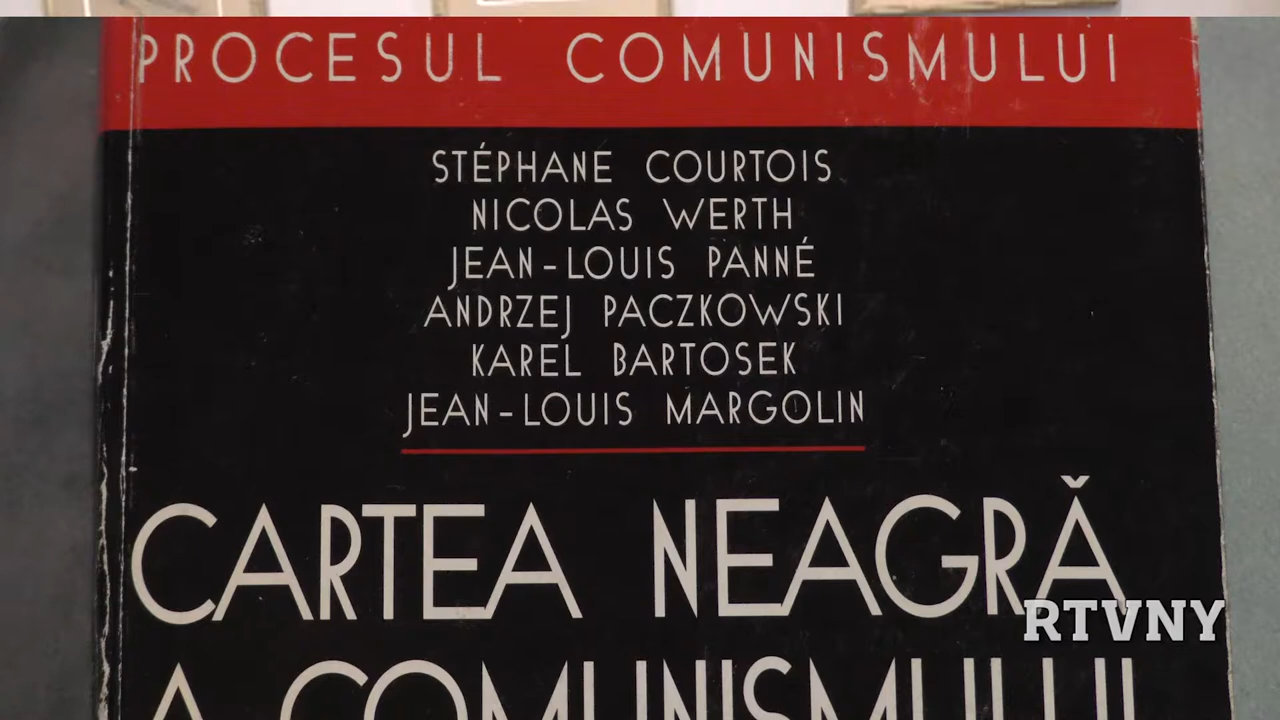 PROCESUL COMUNISMULUI
STÉPHANE COURTOIS
NICOLAS WERTH
JEAN-LOUIS PANNÉ
ANDRZEJ PACZKOWSKI
KAREL BARTOSEK
JEAN-LOUIS MARGOLIN
CARTEA NEAGRĂ
RTVNY
A COMUNISMULUI